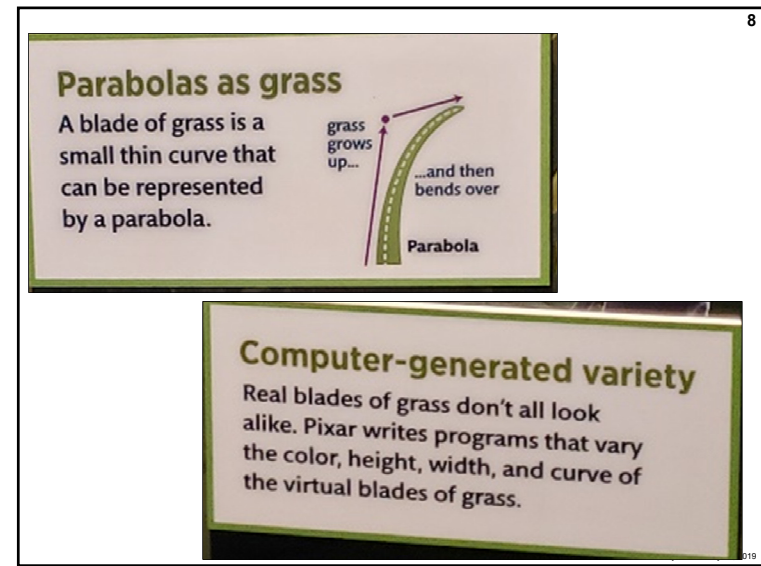 8
Parabolas as grass
A blade of grass is a
small thin curve that
can be represented
by a parabola.
grass
grows
up...
...and then
bends over
Parabola
Computer-generated variety
Real blades of grass don't all look
alike. Pixar writes programs that vary
the color, height, width, and curve of
the virtual blades of grass.
019